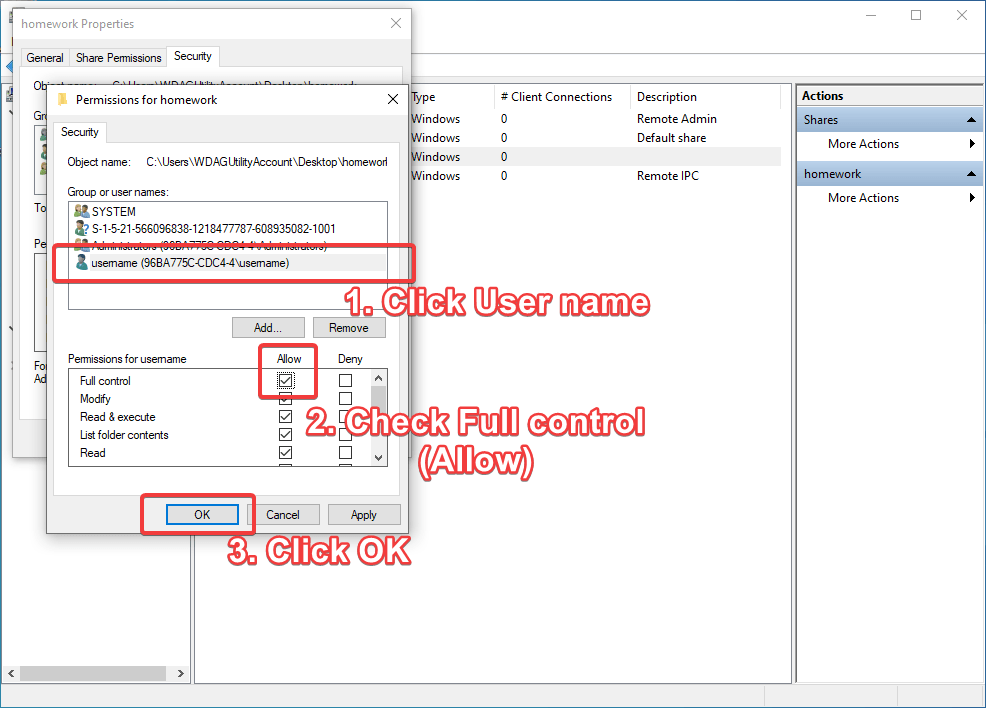 homework Properties
General
Share Permissions
Security
Permissions for homework
Security
Object name: C:\Users\WDAGUtilityAccount\Desktop\homework
Group or user names:
SYSTEM
S-1-5-21-566096838-1218477787-608935082-1001
Administrators (96BA775C-CDC4-4\Administrators)
username (96BA775C-CDC4-4\username)
1. Click User name
Add...
Remove
Permissions for username
Allow
Deny
Full control
Modify
Read & execute
List folder contents
Read
2. Check Full control
(Allow)
OK
Cancel
Apply
3. Click OK
Type
# Client Connections
Description
Windows 0 Remote Admin
Windows 0 Default share
Windows 0
Windows 0 Remote IPC
Actions
Shares
More Actions
homework
More Actions